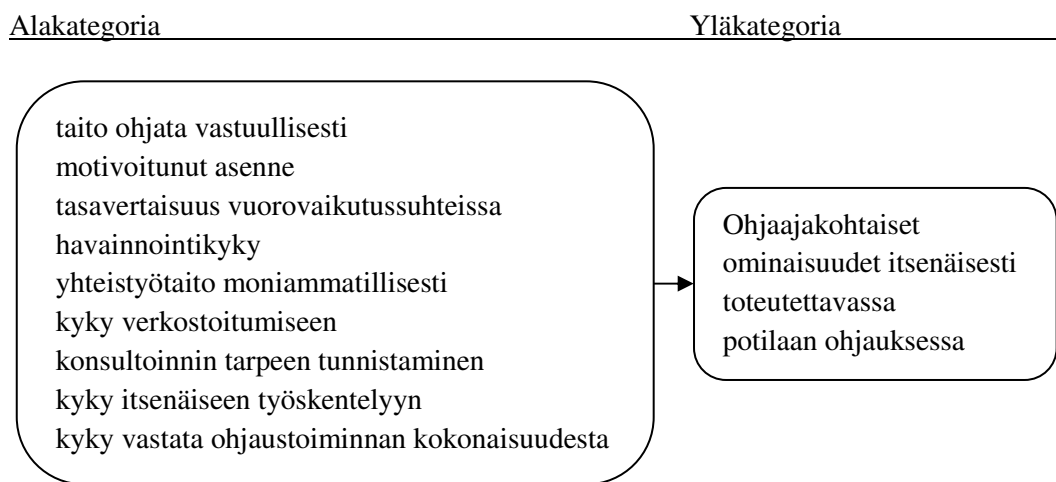 Alakategoria Yläkategoria
taito ohjata vastuullisesti
motivoitunut asenne
tasavertaisuus vuorovaikutussuhteissa
havainnointikyky
yhteistyötaito moniammatillisesti
kyky verkostoitumiseen
konsultoinnin tarpeen tunnistaminen
kyky itsenäiseen työskentelyyn
kyky vastata ohjaustoiminnan kokonaisuudesta
Ohjaajakohtaiset
ominaisuudet itsenäisesti
toteutettavassa
potilaan ohjauksessa